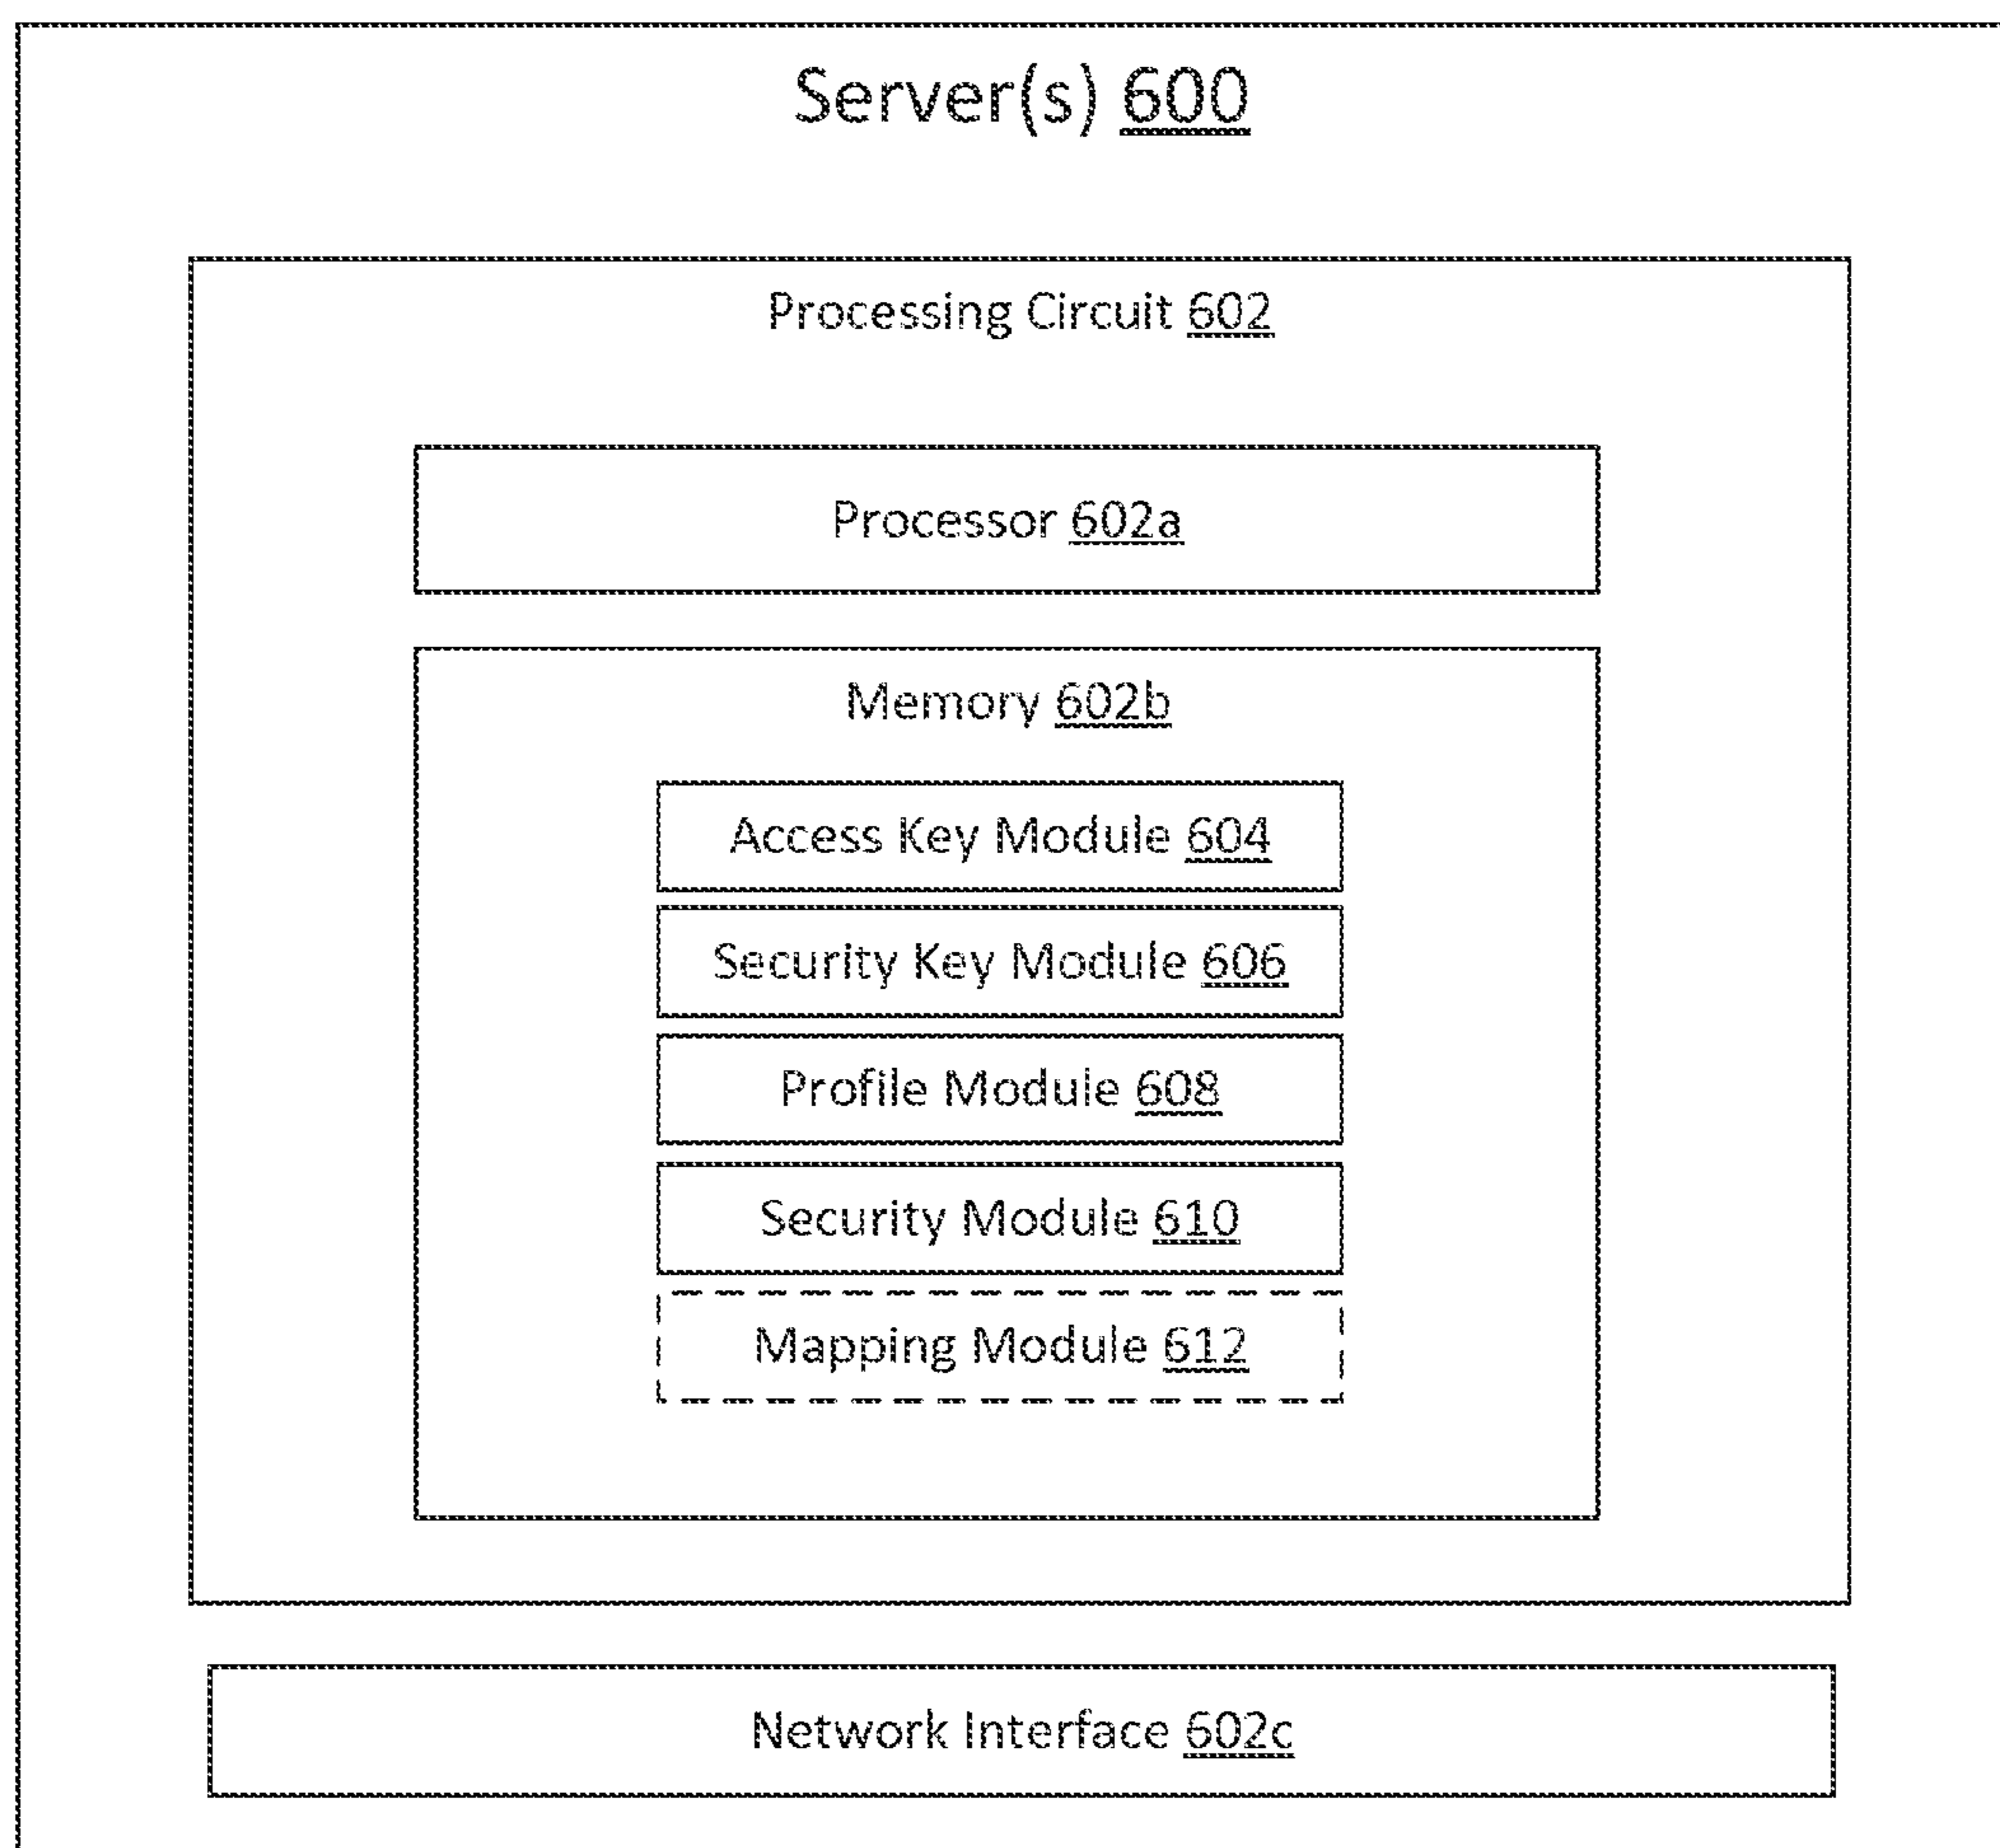 Server(s) 600
Processing Circuit 602
Processor 602a
Memory 602b
Access Key Module 604
Security Key Module 606
Profile Module 608
Security Module 610
Mapping Module 612
Network Interface 602c